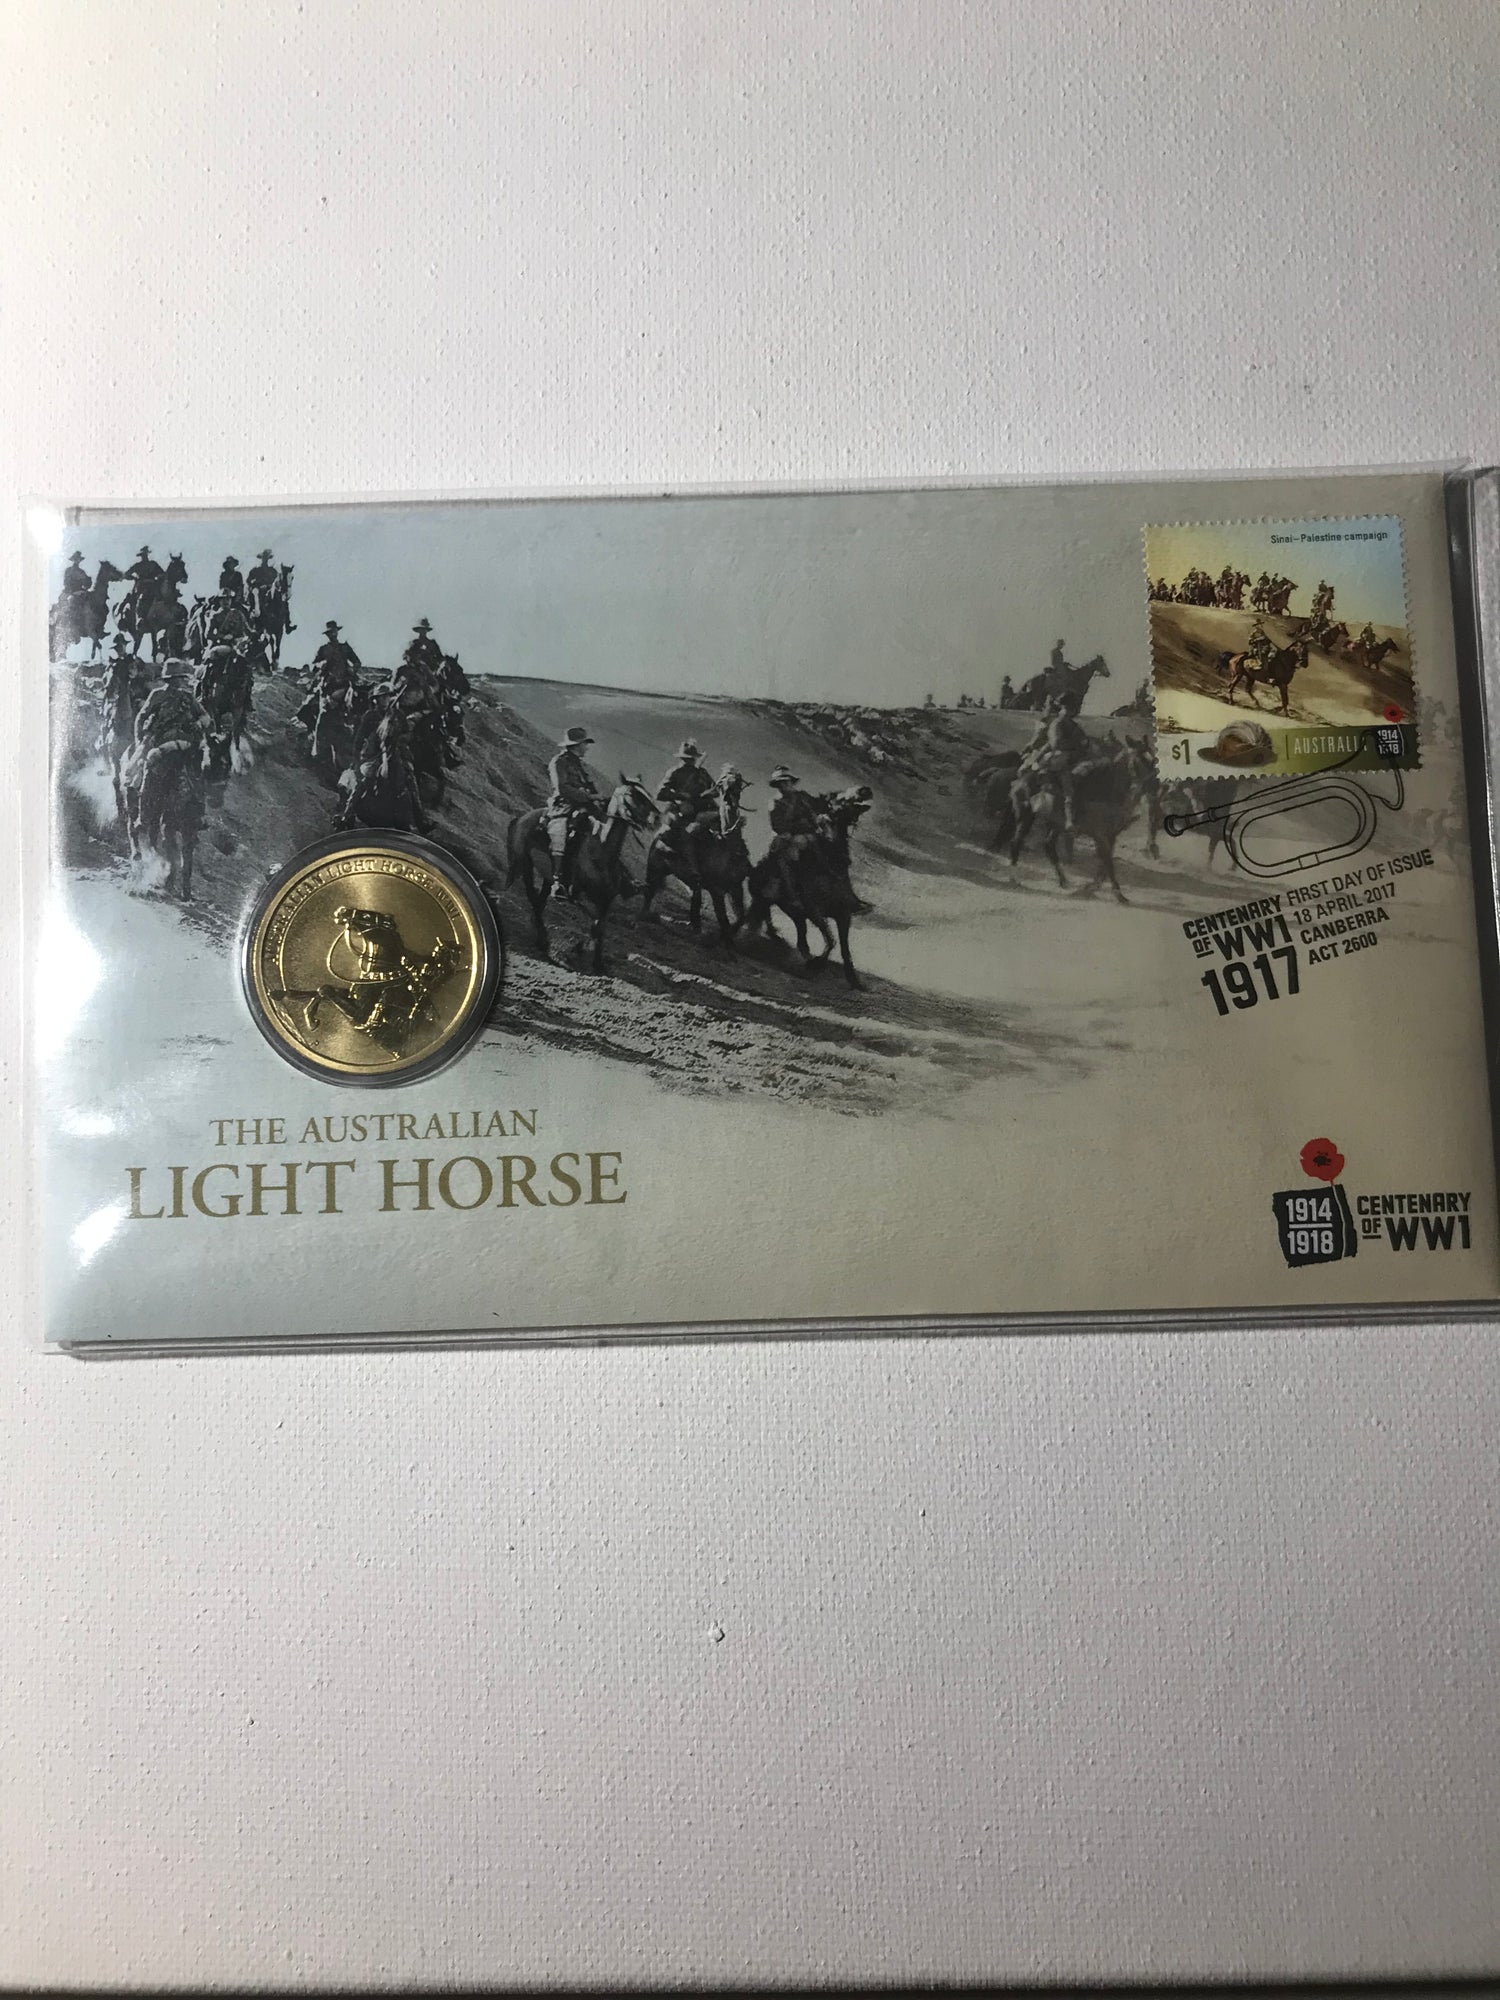 Sinai–Palestine campaign
$1 AUSTRALIA 1914 1918
AUSTRALIAN LIGHT HORSE WWI
CENTENARY OF WW1 1917
FIRST DAY OF ISSUE
18 APRIL 2017
CANBERRA
ACT 2600
THE AUSTRALIAN
LIGHT HORSE
1914
1918
CENTENARY
OF WW1